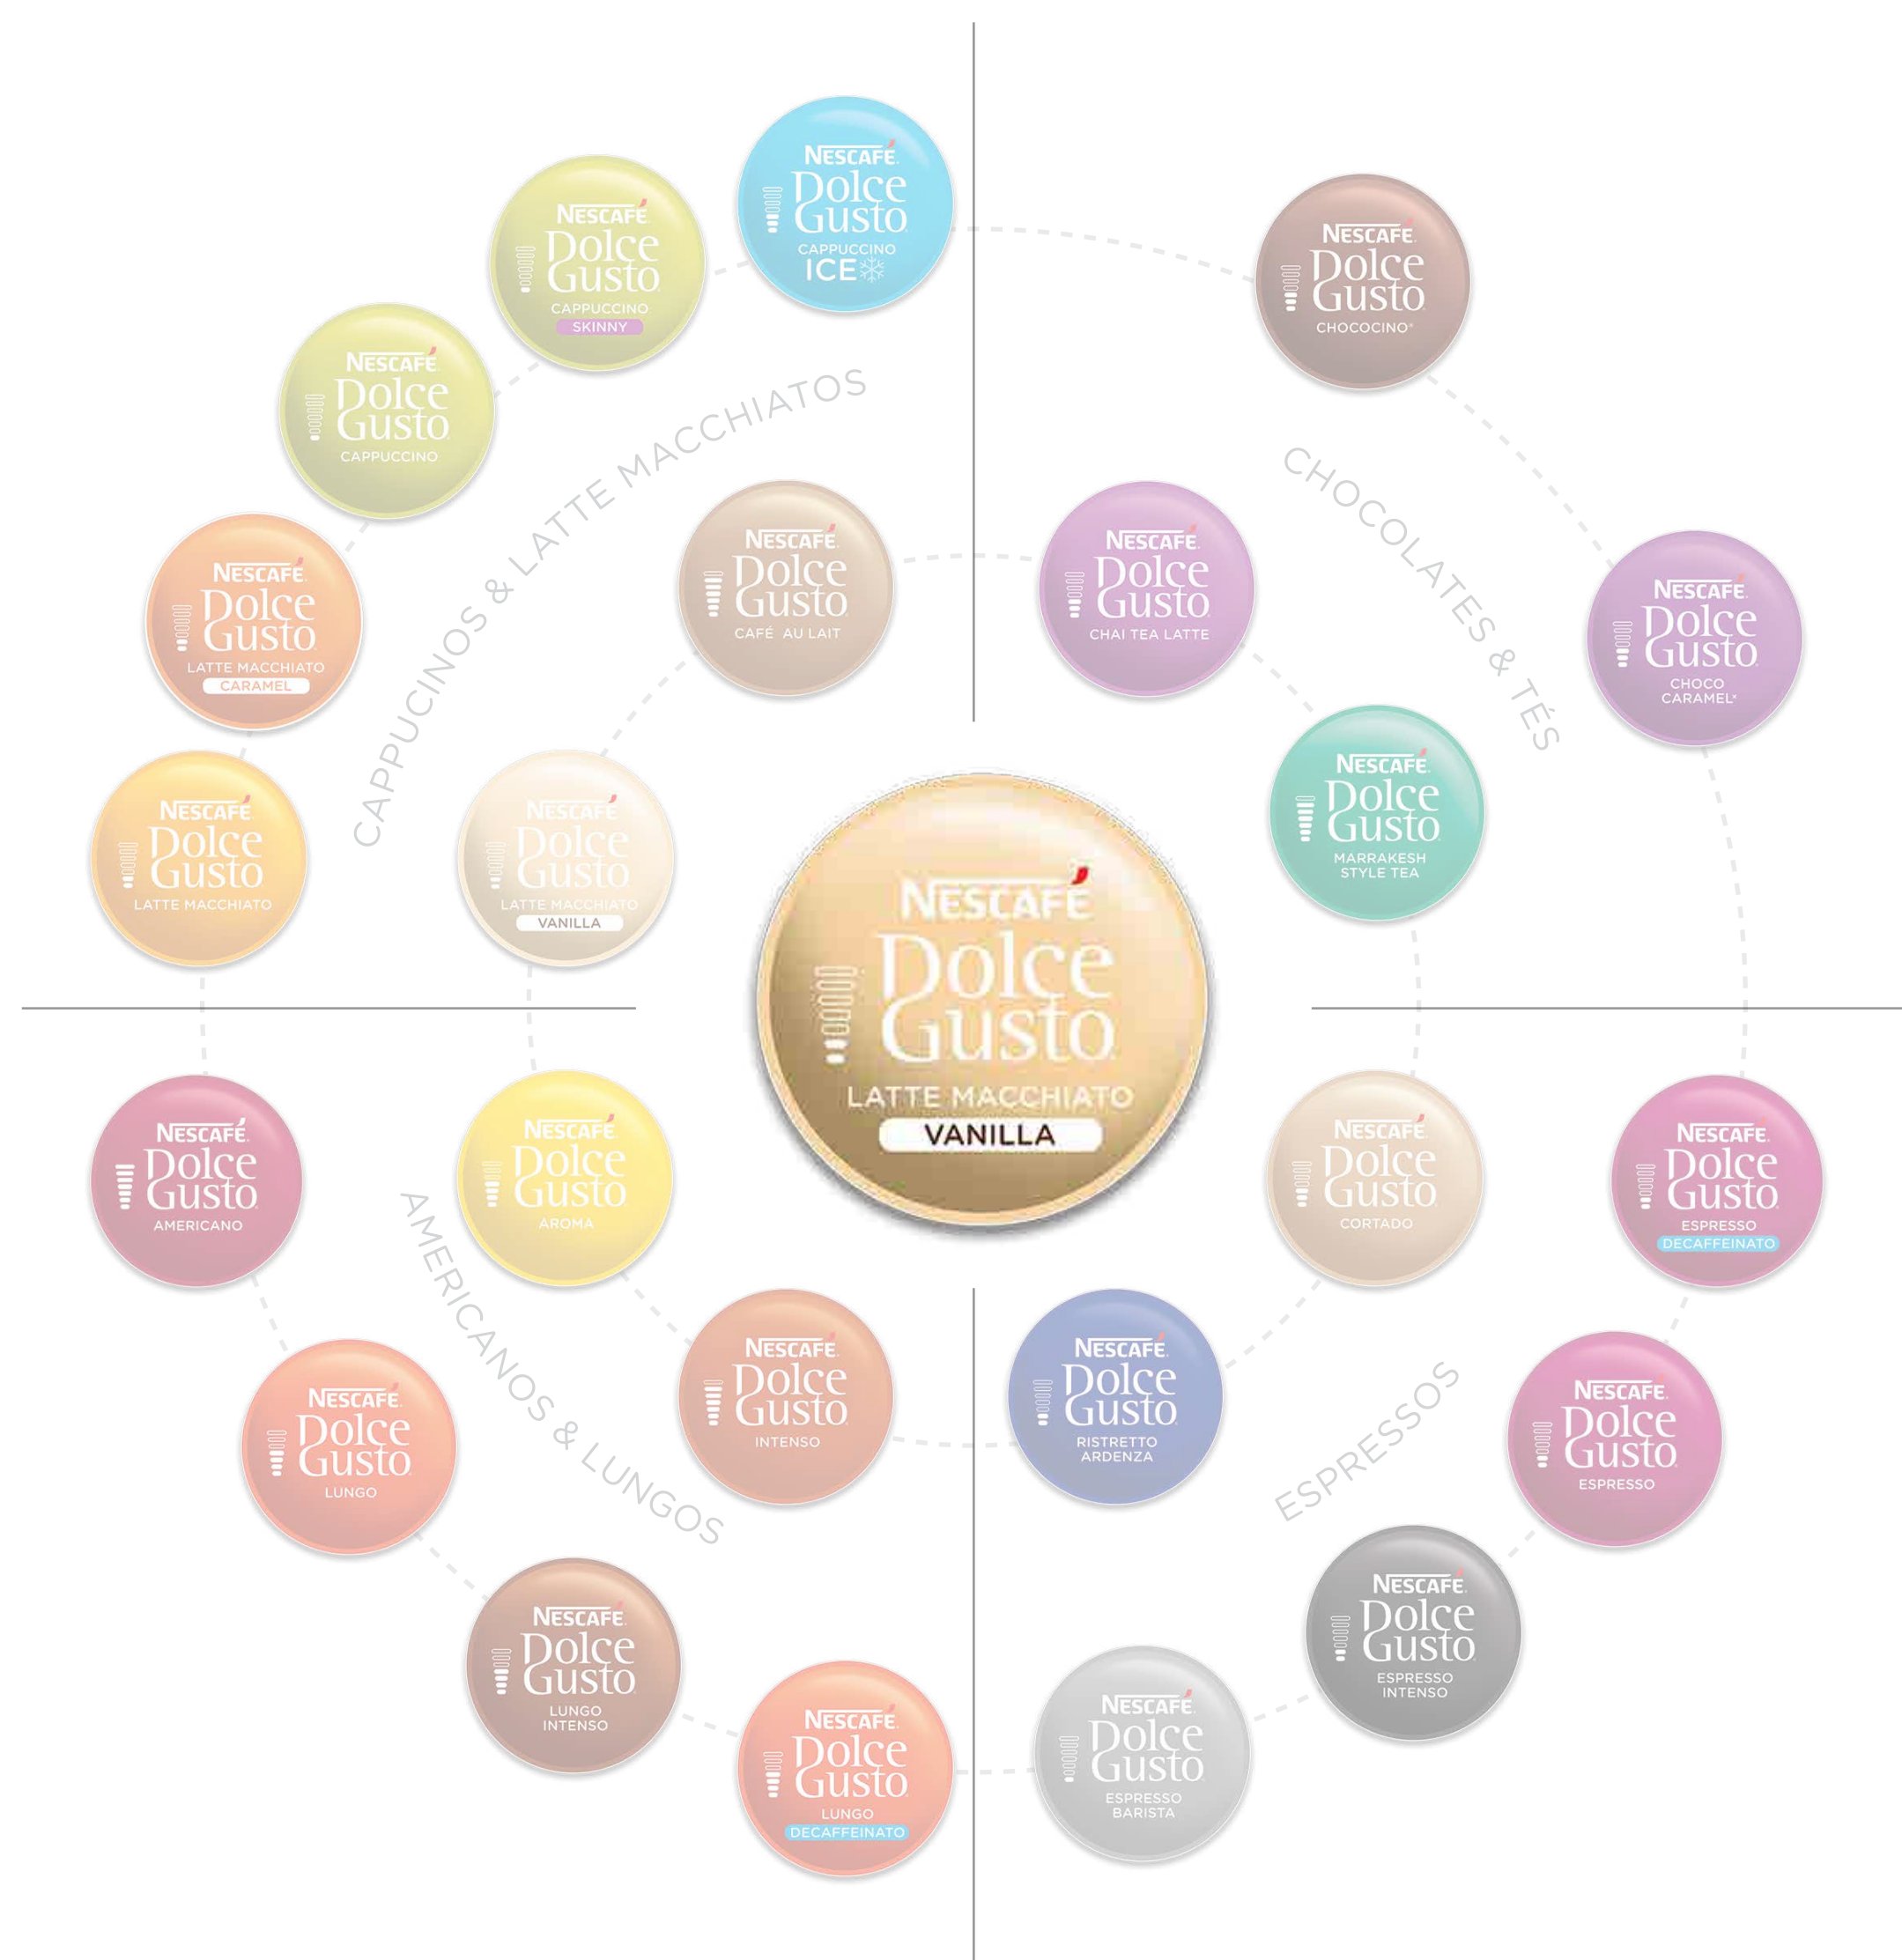 NESCAFÉ
Dolce
Gusto
CAPPUCCINO
ICE
NESCAFÉ
Dolce
Gusto
CAPPUCCINO
SKINNY
NESCAFÉ
Dolce
Gusto
CAPPUCCINO
NESCAFÉ
Dolce
Gusto
LATTE MACCHIATO
CARAMEL
NESCAFÉ
Dolce
Gusto
LATTE MACCHIATO
CAPPUCINOS & LATTE MACCHIATOS
NESCAFÉ
Dolce
Gusto
CAFÉ AU LAIT
NESCAFÉ
Dolce
Gusto
LATTE MACCHIATO
VANILLA
NESCAFÉ
Dolce
Gusto
CHOCOCINO®
NESCAFÉ
Dolce
Gusto
CHOCO
CARAMEL*
CHOCOLATES & TÉS
NESCAFÉ
Dolce
Gusto
CHAI TEA LATTE
NESCAFÉ
Dolce
Gusto
MARRAKESH
STYLE TEA
NESCAFÉ
Dolce
Gusto
LATTE MACCHIATO
VANILLA
NESCAFÉ
Dolce
Gusto
AMERICANO
NESCAFÉ
Dolce
Gusto
AROMA
AMERICANOS & LUNGOS
NESCAFÉ
Dolce
Gusto
INTENSO
NESCAFÉ
Dolce
Gusto
LUNGO
NESCAFÉ
Dolce
Gusto
LUNGO
INTENSO
NESCAFÉ
Dolce
Gusto
LUNGO
DECAFFEINATO
NESCAFÉ
Dolce
Gusto
CORTADO
NESCAFÉ
Dolce
Gusto
ESPRESSO
DECAFFEINATO
NESCAFÉ
Dolce
Gusto
RISTRETTO
ARDENZA
ESPRESSOS
NESCAFÉ
Dolce
Gusto
ESPRESSO
NESCAFÉ
Dolce
Gusto
ESPRESSO
INTENSO
NESCAFÉ
Dolce
Gusto
ESPRESSO
BARISTA